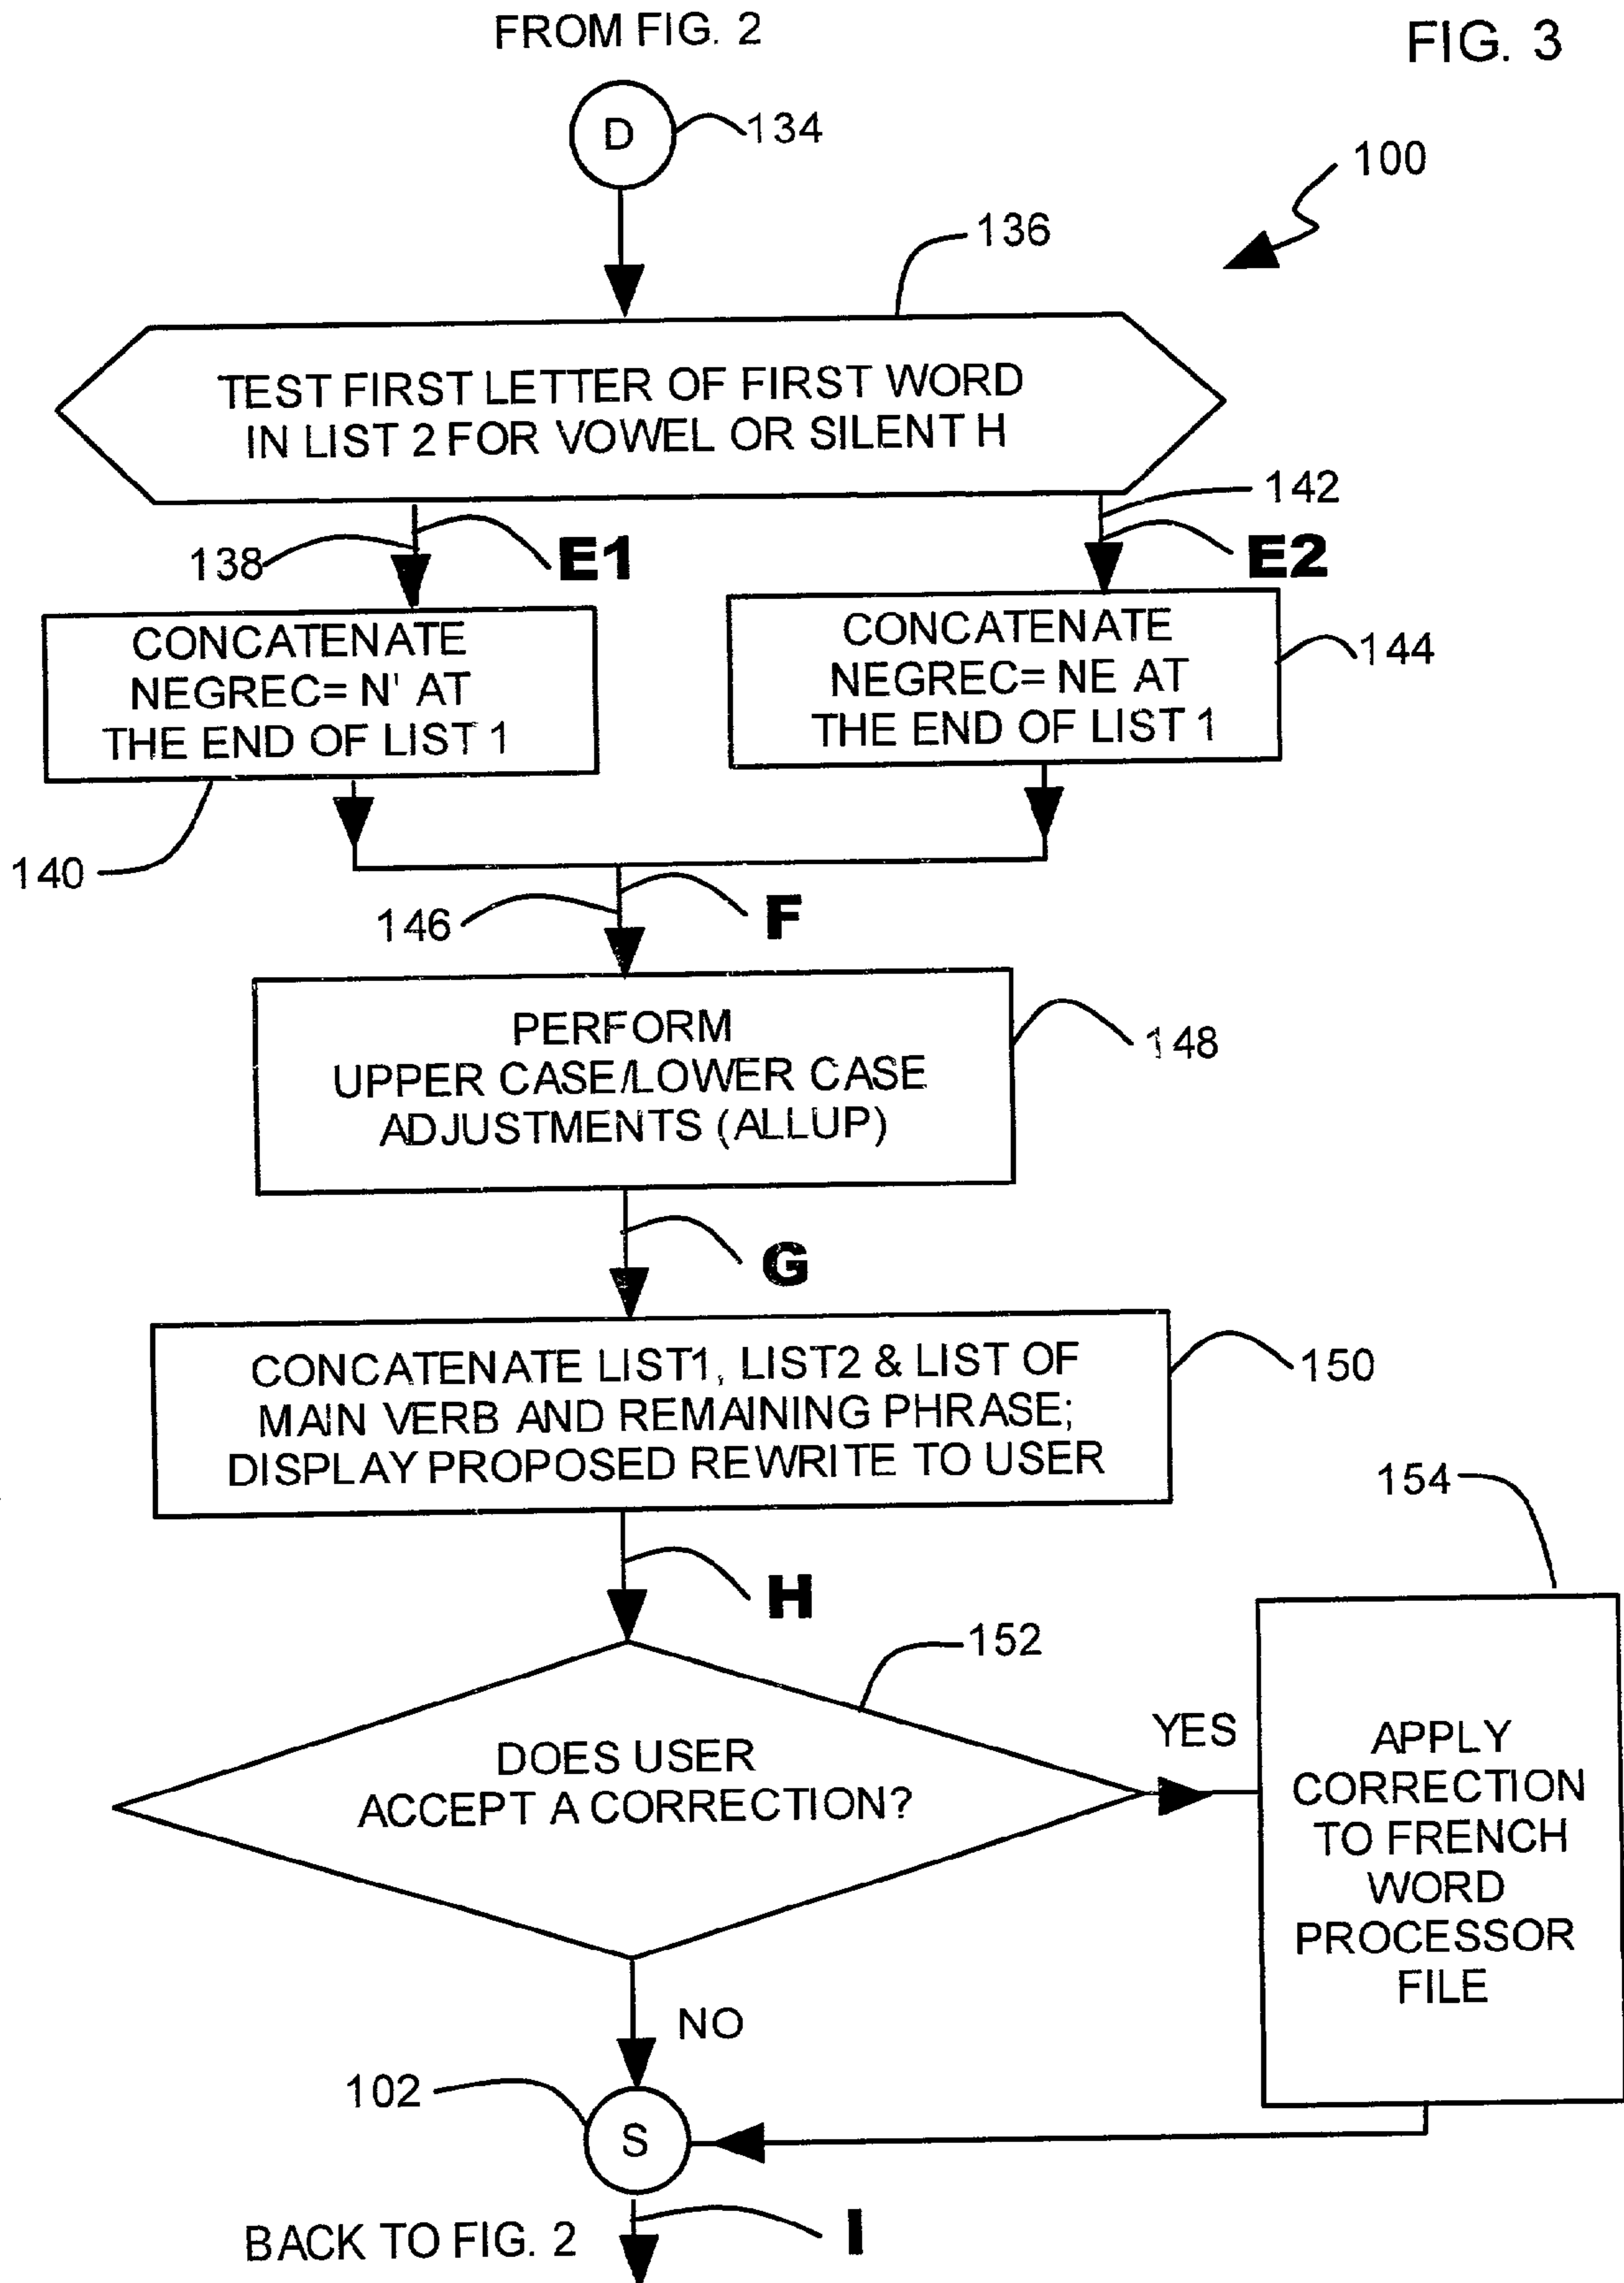 FROM FIG. 2
FIG. 3
D
134
100
136
TEST FIRST LETTER OF FIRST WORD
IN LIST 2 FOR VOWEL OR SILENT H
142
138
E1
E2
CONCATENATE
NEGREC= N' AT
THE END OF LIST 1
CONCATENATE
NEGREC= NE AT
THE END OF LIST 1
144
140
146
F
PERFORM
UPPER CASE/LOWER CASE
ADJUSTMENTS (ALLUP)
148
G
CONCATENATE LIST1, LIST2 & LIST OF
MAIN VERB AND REMAINING PHRASE;
DISPLAY PROPOSED REWRITE TO USER
150
154
H
152
DOES USER
ACCEPT A CORRECTION?
YES
APPLY
CORRECTION
TO FRENCH
WORD
PROCESSOR
FILE
NO
102
S
BACK TO FIG. 2
I